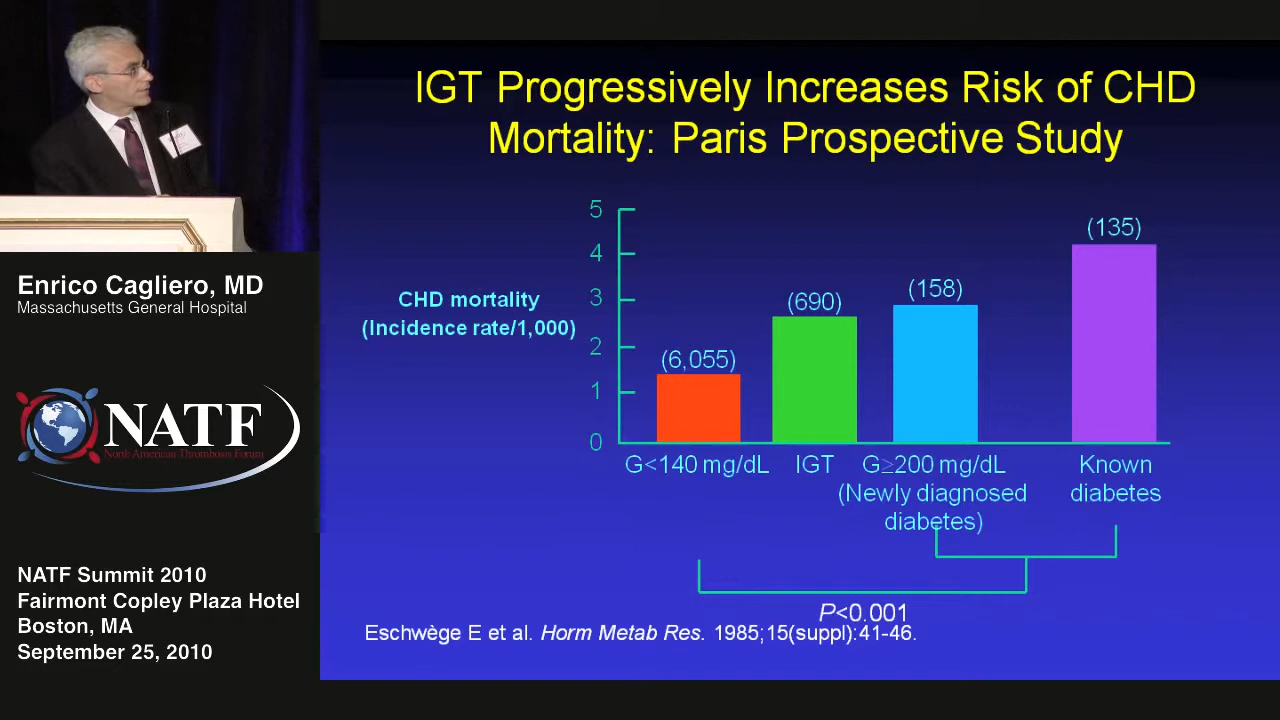 IGT Progressively Increases Risk of CHD
Mortality: Paris Prospective Study
5
4
3
2
1
0
CHD mortality
(Incidence rate/1,000)
(6,055)
(690)
(158)
(135)
G<140 mg/dL
IGT
G≥200 mg/dL
(Newly diagnosed
diabetes)
Known
diabetes
P<0.001
Eschwège E et al. Horm Metab Res. 1985;15(suppl):41-46.
Enrico Cagliero, MD
Massachusetts General Hospital
NATF
North American Thrombosis Forum
NATF Summit 2010
Fairmont Copley Plaza Hotel
Boston, MA
September 25, 2010